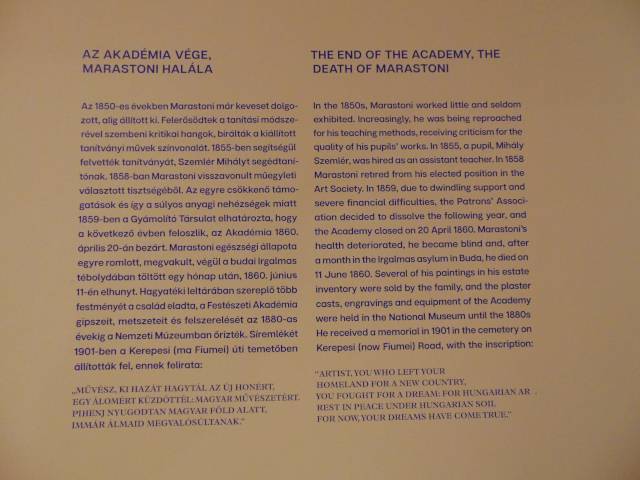 AZ AKADÉMIA VÉGE,
MARASTONI HALÁLA
Az 1850-es években Marastoni már keveset dolgo-
zott, alig állított ki. Felerősödtek a tanítási módsze-
rével szembeni kritikai hangok, bírálták a kiállított
tanítványi művek színvonalát. 1855-ben segítségül
felvették tanítványát, Szemlér Mihályt segédtaní-
tónak. 1858-ban Marastoni visszavonult műegyleti
választott tisztségéből. Az egyre csökkenő támo-
gatások és így a súlyos anyagi nehézségek miatt
1859-ben a Gyámolító Társulat elhatározta, hogy
a következő évben feloszlik, az Akadémia 1860.
április 20-án bezárt. Marastoni egészségi állapota
egyre romlott, megvakult, végül a budai Irgalmas
tébolydában töltött egy hónap után, 1860. június
11-én elhunyt. Hagyatéki leltárában szereplő több
festményét a család eladta, a Festészeti Akadémia
gipszeit, metszeteit és felszerelését az 1880-as
évekig a Nemzeti Múzeumban őrizték. Síremlékét
1901-ben a Kerepesi (ma Fiumei) úti temetőben
állították fel, ennek felirata:
„MŰVÉSZ, KI HAZÁT HAGYTÁL AZ ÚJ HONÉRT,
EGY ÁLOMÉRT KÜZDÖTTÉL: MAGYAR MŰVÉSZETÉRT.
PIHENJ NYUGODTAN MAGYAR FÖLD ALATT,
IMMÁR ÁLMAID MEGVALÓSULTANAK.”
THE END OF THE ACADEMY, THE
DEATH OF MARASTONI
In the 1850s, Marastoni worked little and seldom
exhibited. Increasingly, he was being reproached
for his teaching methods, receiving criticism for the
quality of his pupils' works. In 1855, a pupil, Mihály
Szemlér, was hired as an assistant teacher. In 1858
Marastoni retired from his elected position in the
Art Society. In 1859, due to dwindling support and
severe financial difficulties, the Patrons' Associ-
ation decided to dissolve the following year, and
the Academy closed on 20 April 1860. Marastoni's
health deteriorated, he became blind and, after
a month in the Irgalmas asylum in Buda, he died on
11 June 1860. Several of his paintings in his estate
inventory were sold by the family, and the plaster
casts, engravings and equipment of the Academy
were held in the National Museum until the 1880s
He received a memorial in 1901 in the cemetery on
Kerepesi (now Fiumei) Road, with the inscription:
“ARTIST, YOU WHO LEFT YOUR
HOMELAND FOR A NEW COUNTRY,
YOU FOUGHT FOR A DREAM: FOR HUNGARIAN AR .
REST IN PEACE UNDER HUNGARIAN SOIL
FOR NOW, YOUR DREAMS HAVE COME TRUE.”